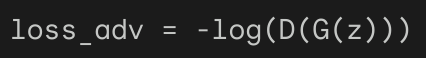 loss_adv = -log(D(G(z)))